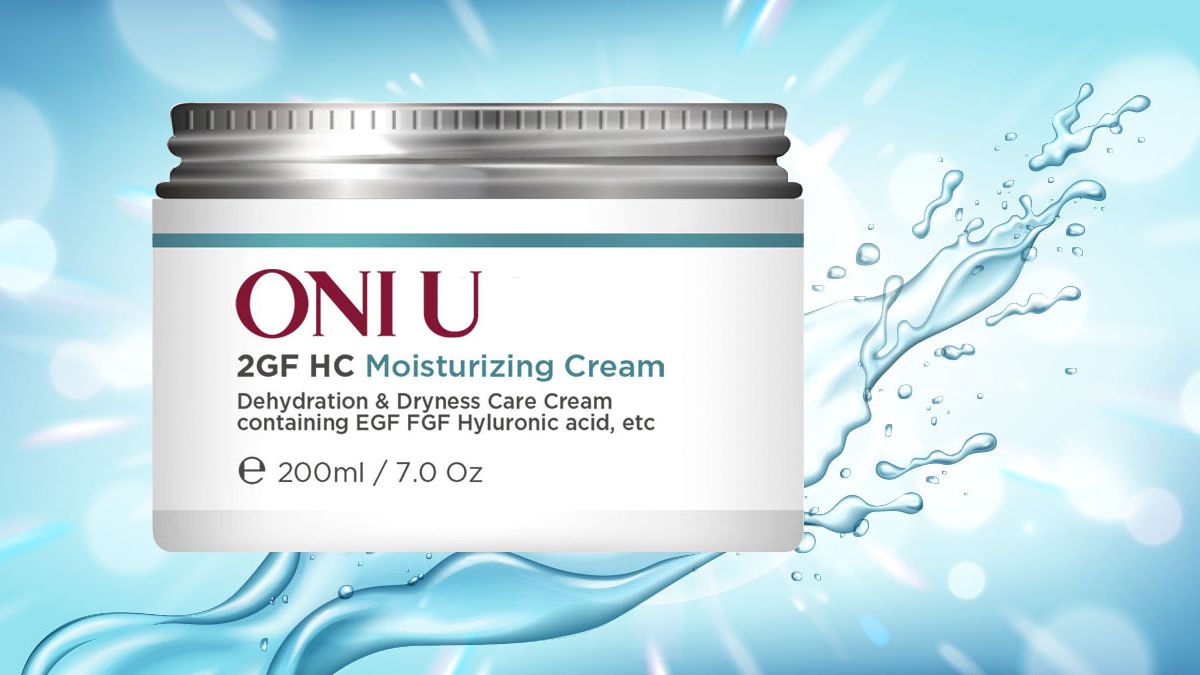 ONI U
2GF HC Moisturizing Cream
Dehydration & Dryness Care Cream
containing EGF FGF Hyluronic acid, etc
℮ 200ml / 7.0 Oz